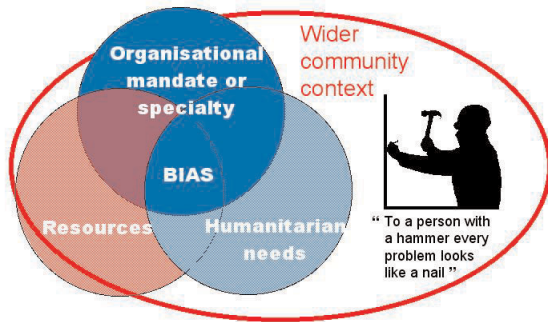 Organisational
mandate or
specialty
Wider
community
context
BIAS
Resources
Humanitarian
needs
“ To a person with
a hammer every
problem looks
like a nail ”